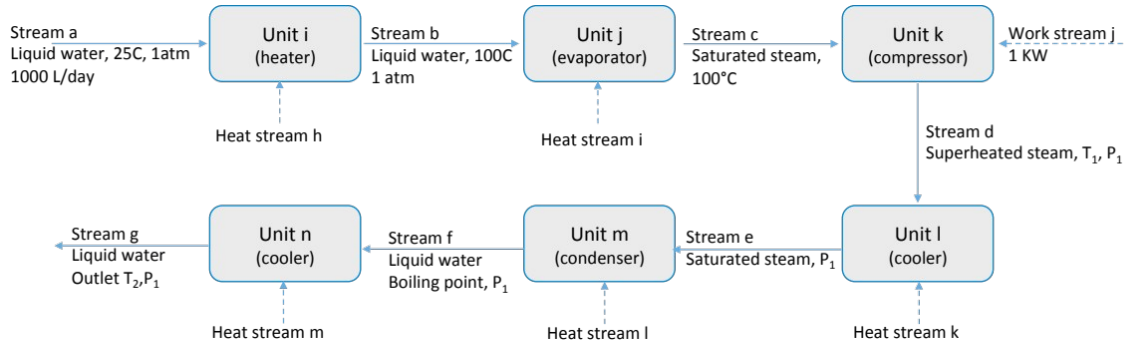 Stream a
Liquid water, 25C, 1atm
1000 L/day
Unit i
(heater)
Heat stream h
Stream b
Liquid water, 100C
1 atm
Unit j
(evaporator)
Heat stream i
Stream c
Saturated steam,
100°C
Unit k
(compressor)
Work stream j
1 KW
Stream d
Superheated steam, T₁, P₁
Unit l
(cooler)
Heat stream k
Stream e
Saturated steam, P₁
Unit m
(condenser)
Heat stream l
Stream f
Liquid water
Boiling point, P₁
Unit n
(cooler)
Heat stream m
Stream g
Liquid water
Outlet T₂,P₁